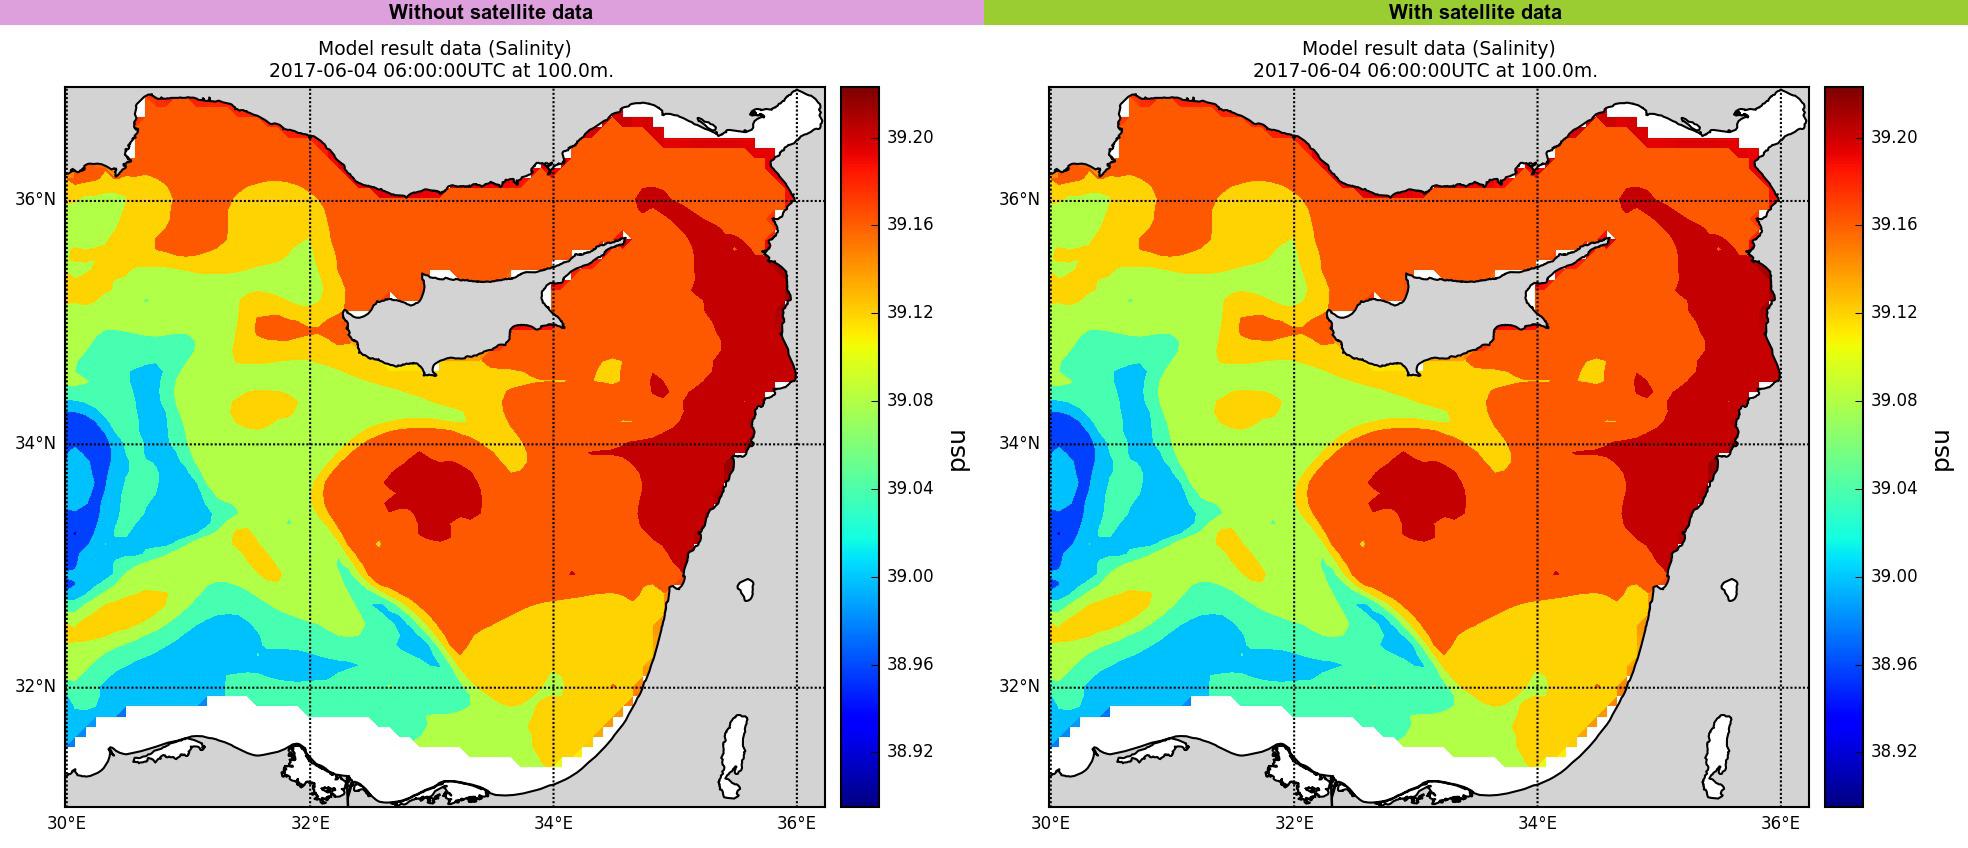 Without satellite data
Model result data (Salinity)
2017-06-04 06:00:00UTC at 100.0m.
36°N
34°N
32°N
30°E
32°E
34°E
36°E
39.20
39.16
39.12
39.08
39.04
39.00
38.96
38.92
psu
With satellite data
Model result data (Salinity)
2017-06-04 06:00:00UTC at 100.0m.
36°N
34°N
32°N
30°E
32°E
34°E
36°E
39.20
39.16
39.12
39.08
39.04
39.00
38.96
38.92
psu